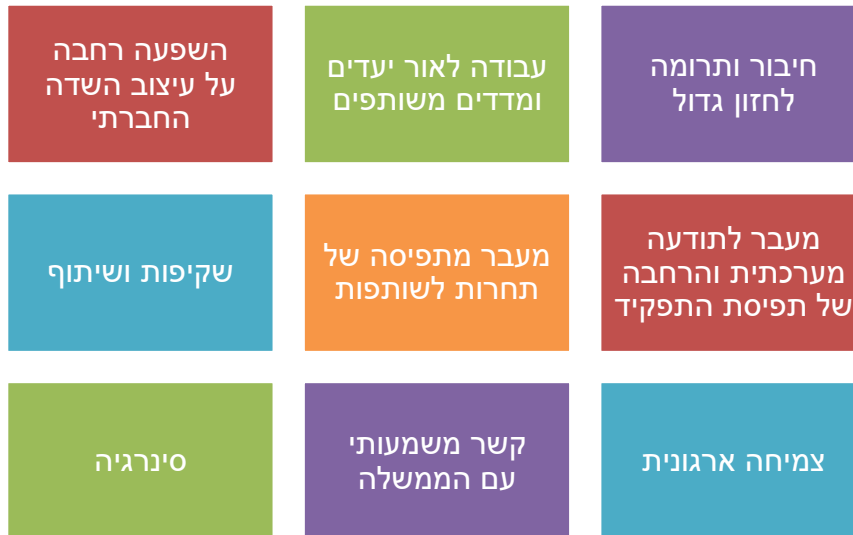 חיבור ותרומה
לחזון גדול
עבודה לאור יעדים
ומדדים משותפים
השפעה רחבה
על עיצוב השדה
החברתי
מעבר לתודעה
מערכתית והרחבה
של תפיסת התפקיד
מעבר מתפיסה של
תחרות לשותפות
שקיפות ושיתוף
צמיחה ארגונית
קשר משמעותי
עם הממשלה
סינרגיה